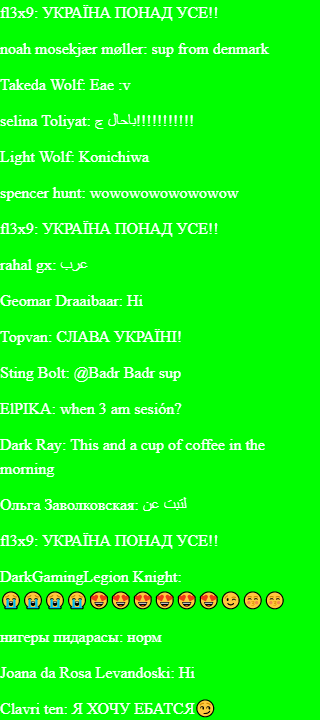 fl3x9: УКРАЇНА ПОНАД УСЕ!!
noah mosekjær møller: sup from denmark
Takeda Wolf: Eae :v
selina Toliyat: باحال ج!!!!!!!!!!!
Light Wolf: Konichiwa
spencer hunt: wowowowowowowow
fl3x9: УКРАЇНА ПОНАД УСЕ!!
rahal gx: عرب
Geomar Draaibaar: Hi
Topvan: СЛАВА УКРАЇНІ!
Sting Bolt: @Badr Badr sup
ElPIKA: when 3 am sesión?
Dark Ray: This and a cup of coffee in the
morning
Ольга Заволковская: عن
fl3x9: УКРАЇНА ПОНАД УСЕ!!
DarkGamingLegion Knight:
😭😭😭😭😍😍😍😍😍😍😉😙😙
нигеры пидарасы: норм
Joana da Rosa Levandoski: Hi
Clavri ten: Я ХОЧУ ЕБАТСЯ😏